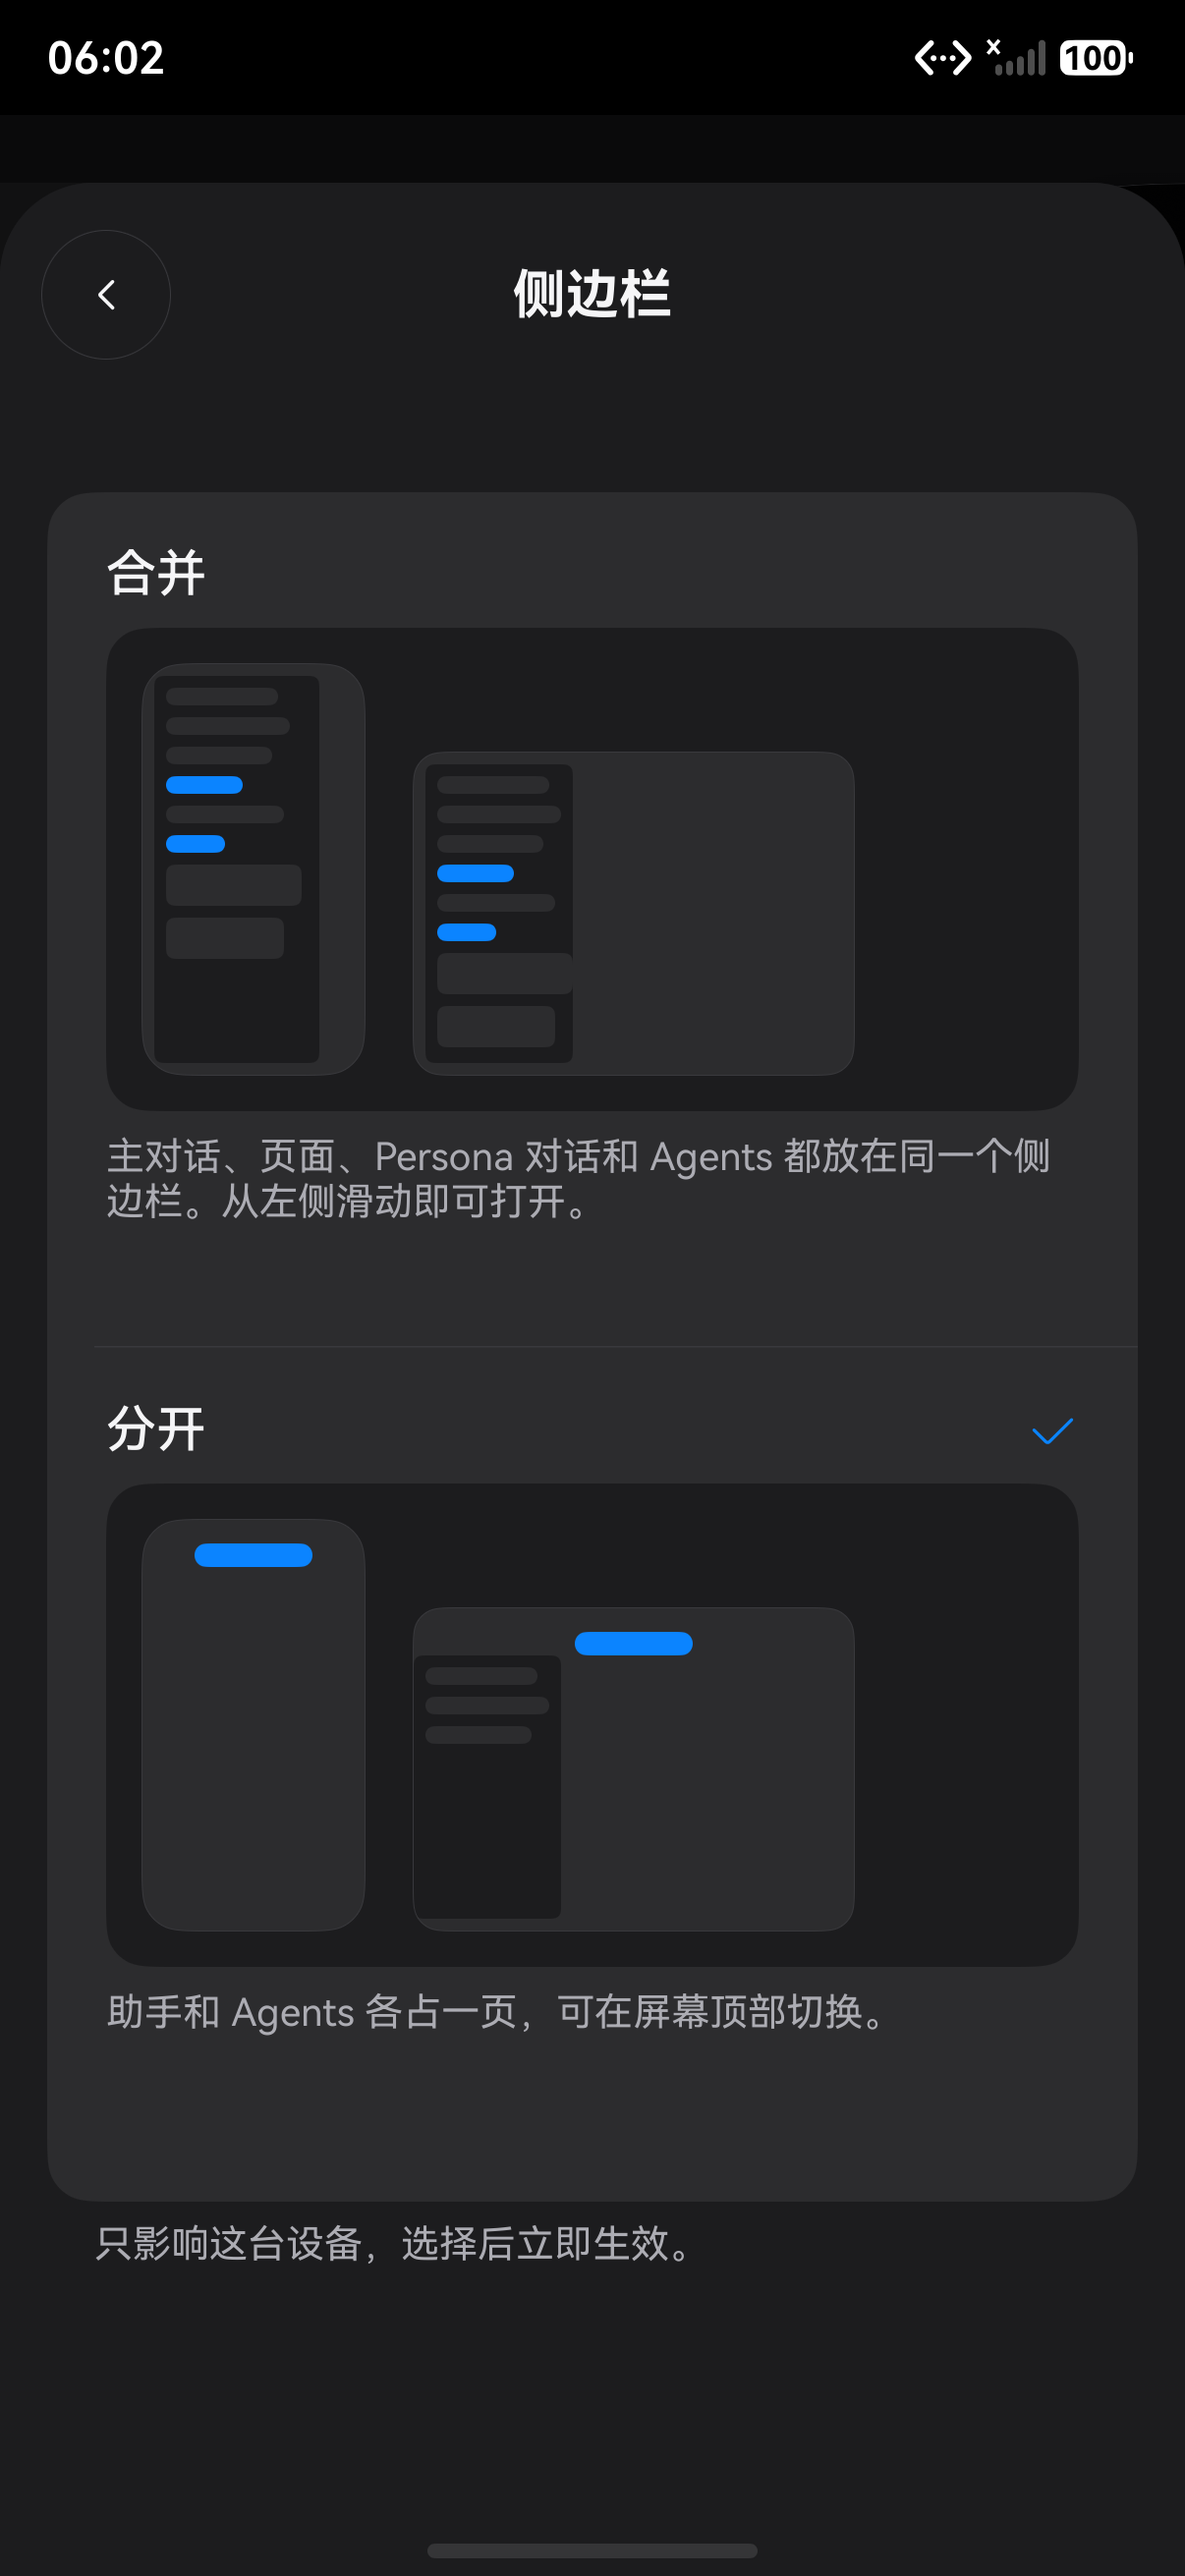 06:02
100
侧边栏
合并
主对话、页面、Persona 对话和 Agents 都放在同一个侧
边栏。从左侧滑动即可打开。
分开
助手和 Agents 各占一页，可在屏幕顶部切换。
只影响这台设备，选择后立即生效。